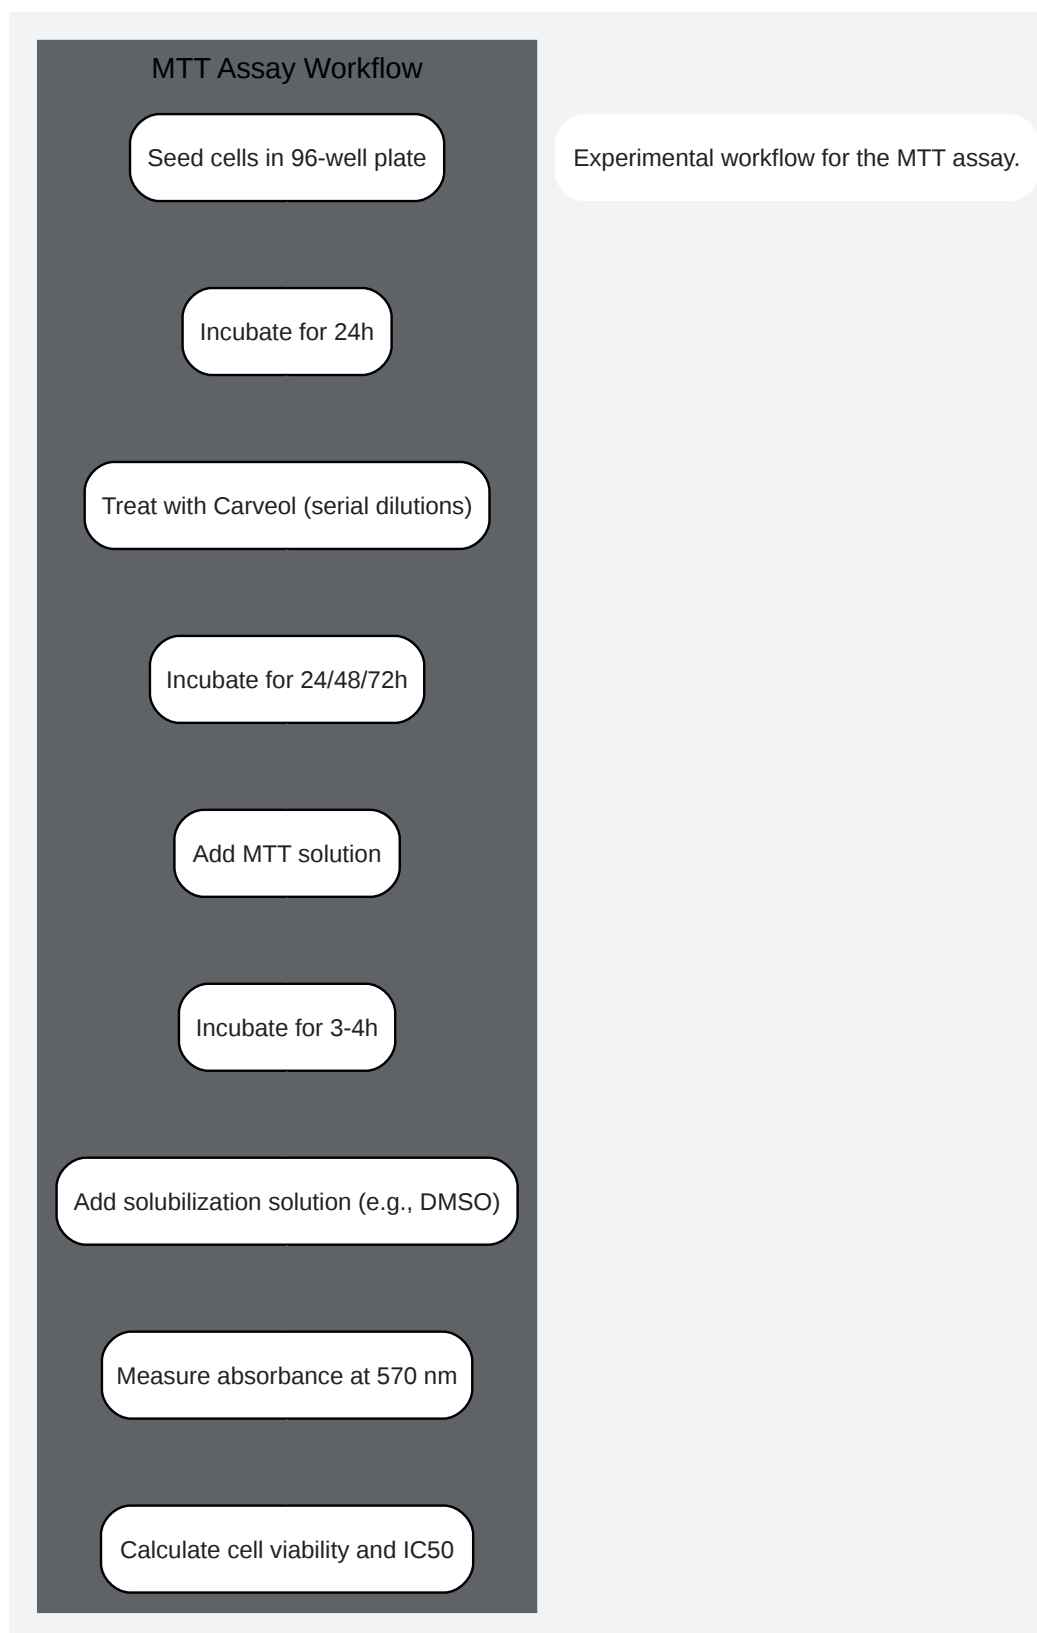 MTT Assay Workflow
Seed cells in 96-well plate
Experimental workflow for the MTT assay.
Incubate for 24h
Treat with Carveol (serial dilutions)
Incubate for 24/48/72h
Add MTT solution
Incubate for 3-4h
Add solubilization solution (e.g., DMSO)
Measure absorbance at 570 nm
Calculate cell viability and IC50